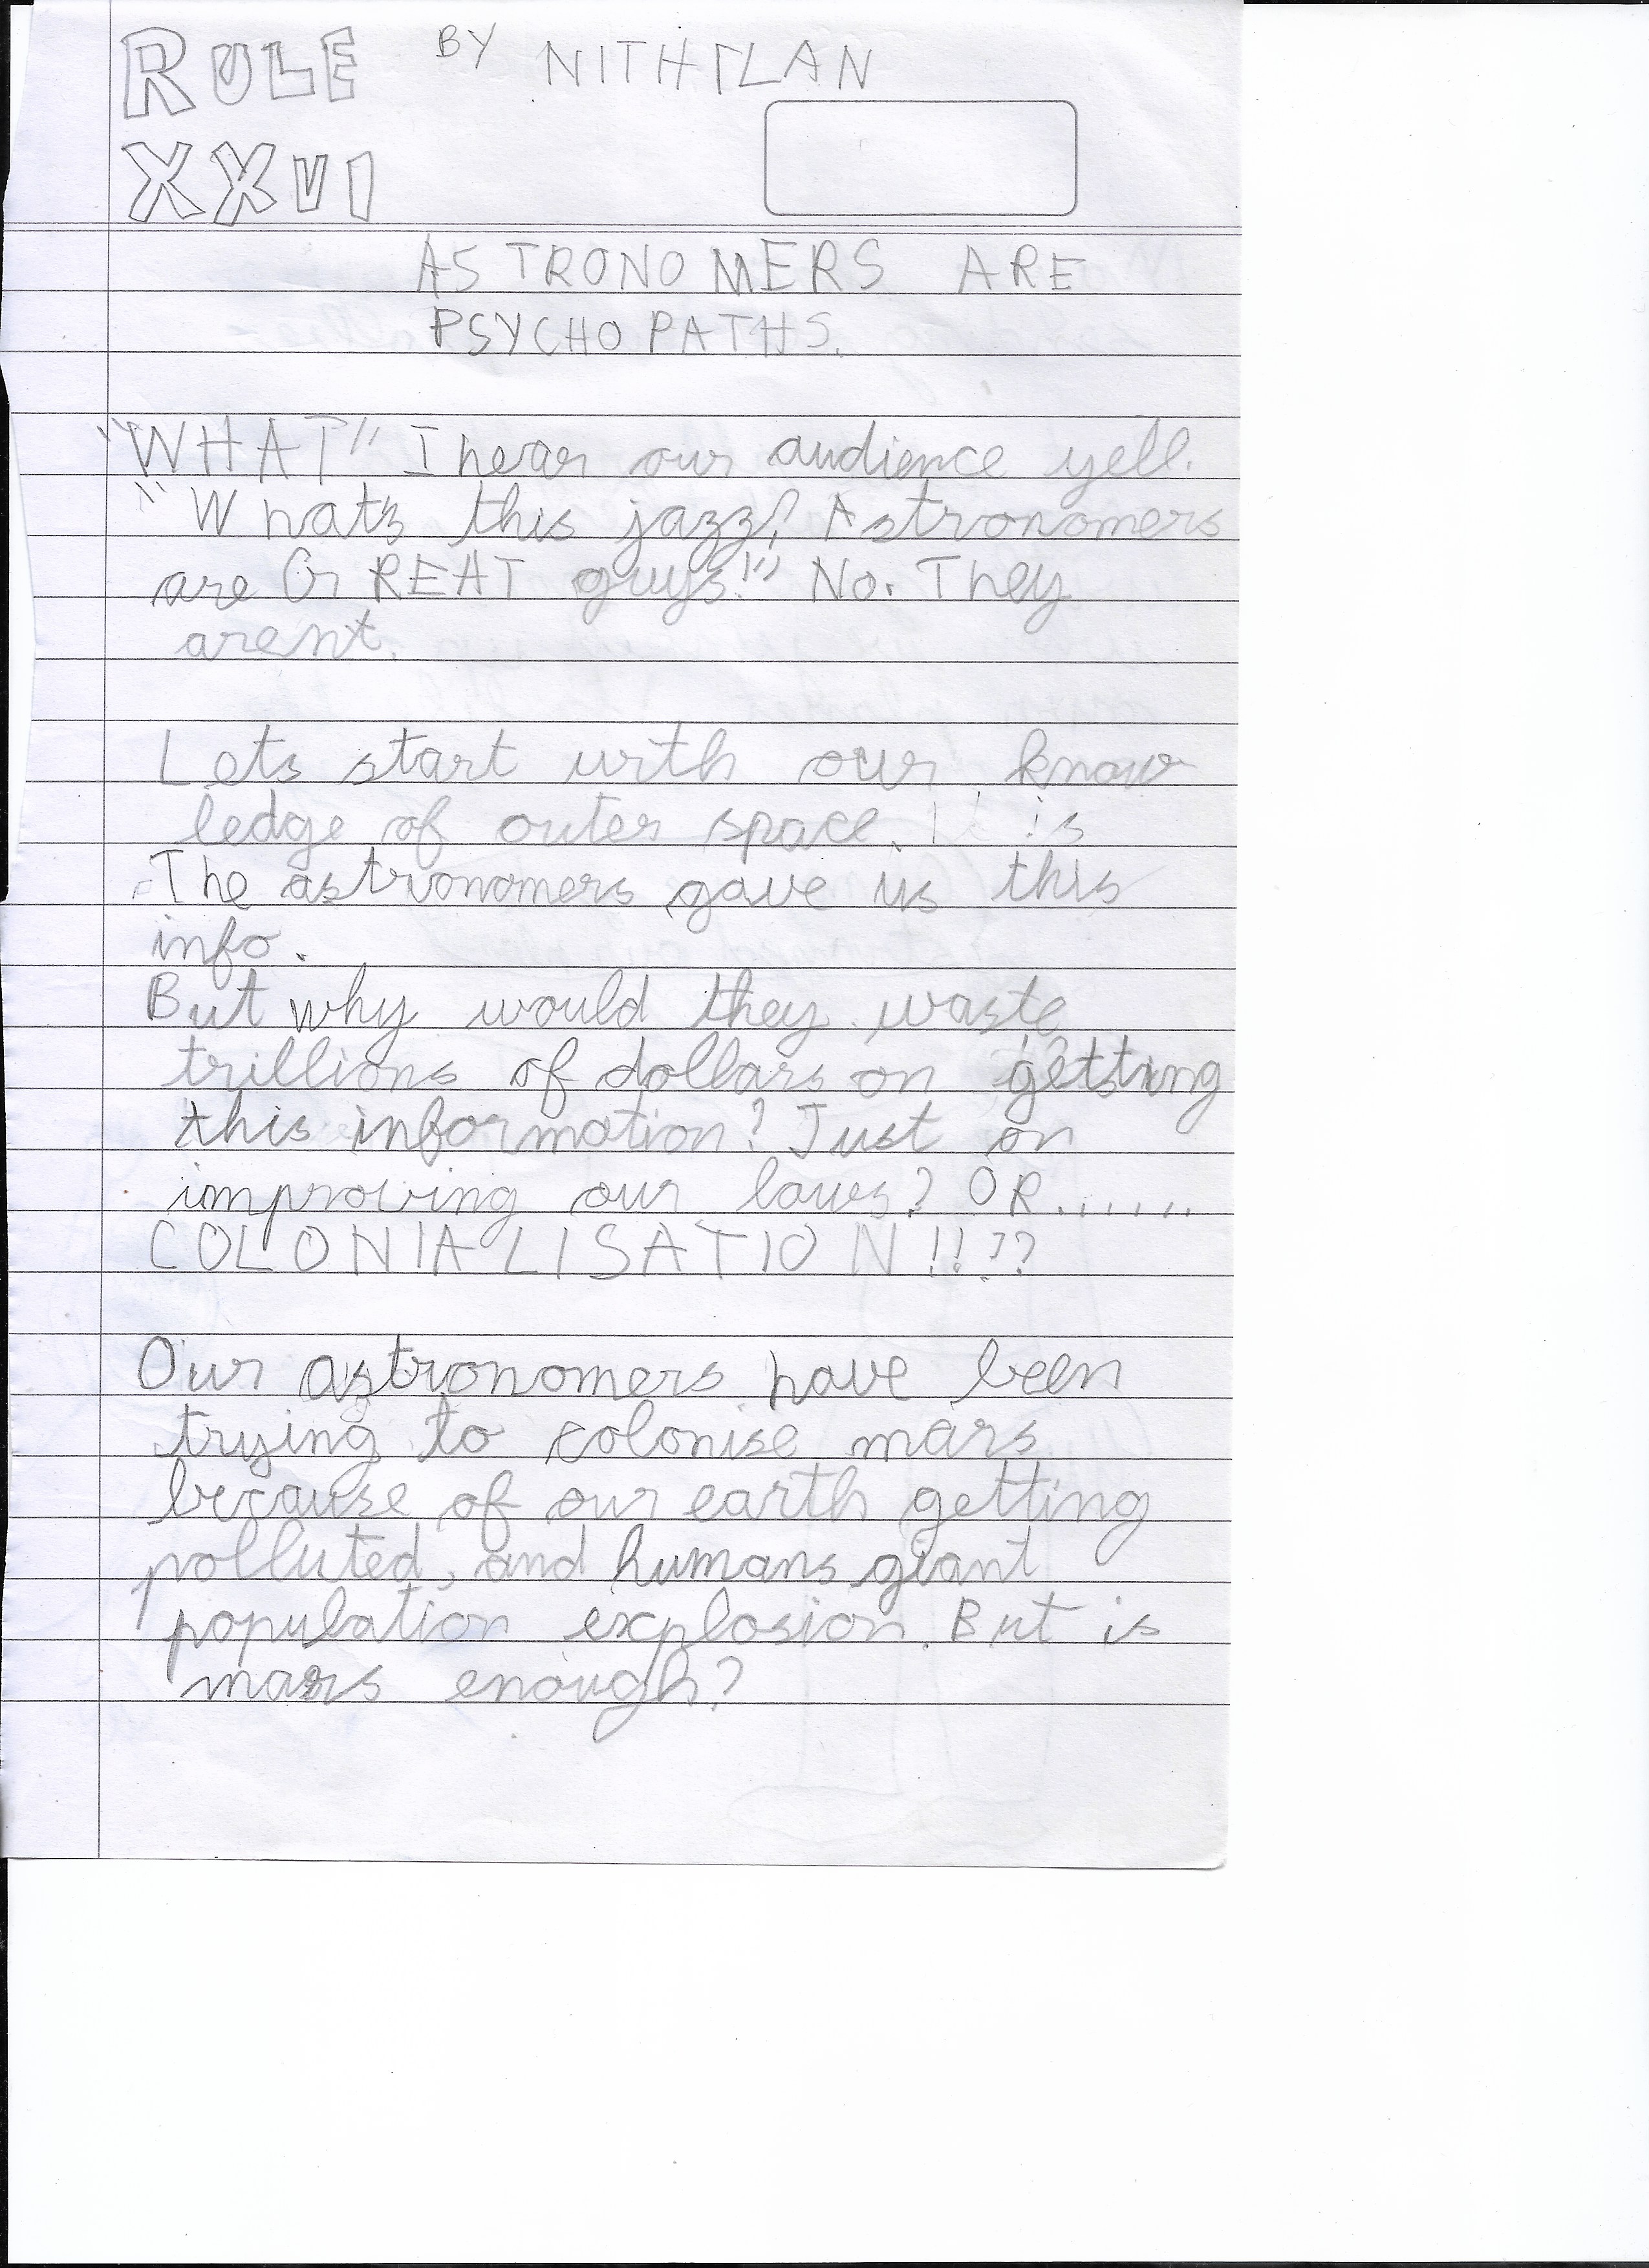 RULE BY NITHILAN
XXVI
ASTRONOMERS ARE
PSYCHOPATHS.
"WHAT" I hear our audience yell.
"What's this jazz? Astronomers
are GREAT guys!" No. They
arent.
Lets start with our know
ledge of outer space. It is
The astronomers gave us this
info.
But why would they waste
trillions of dollars on getting
this information? Just on
improving our laws? OR......
COLONIALISATION!!??
Our astronomers have been
trying to colonise mars
because of our earth getting
polluted, and humans giant
population explosion. But is
mars enough?